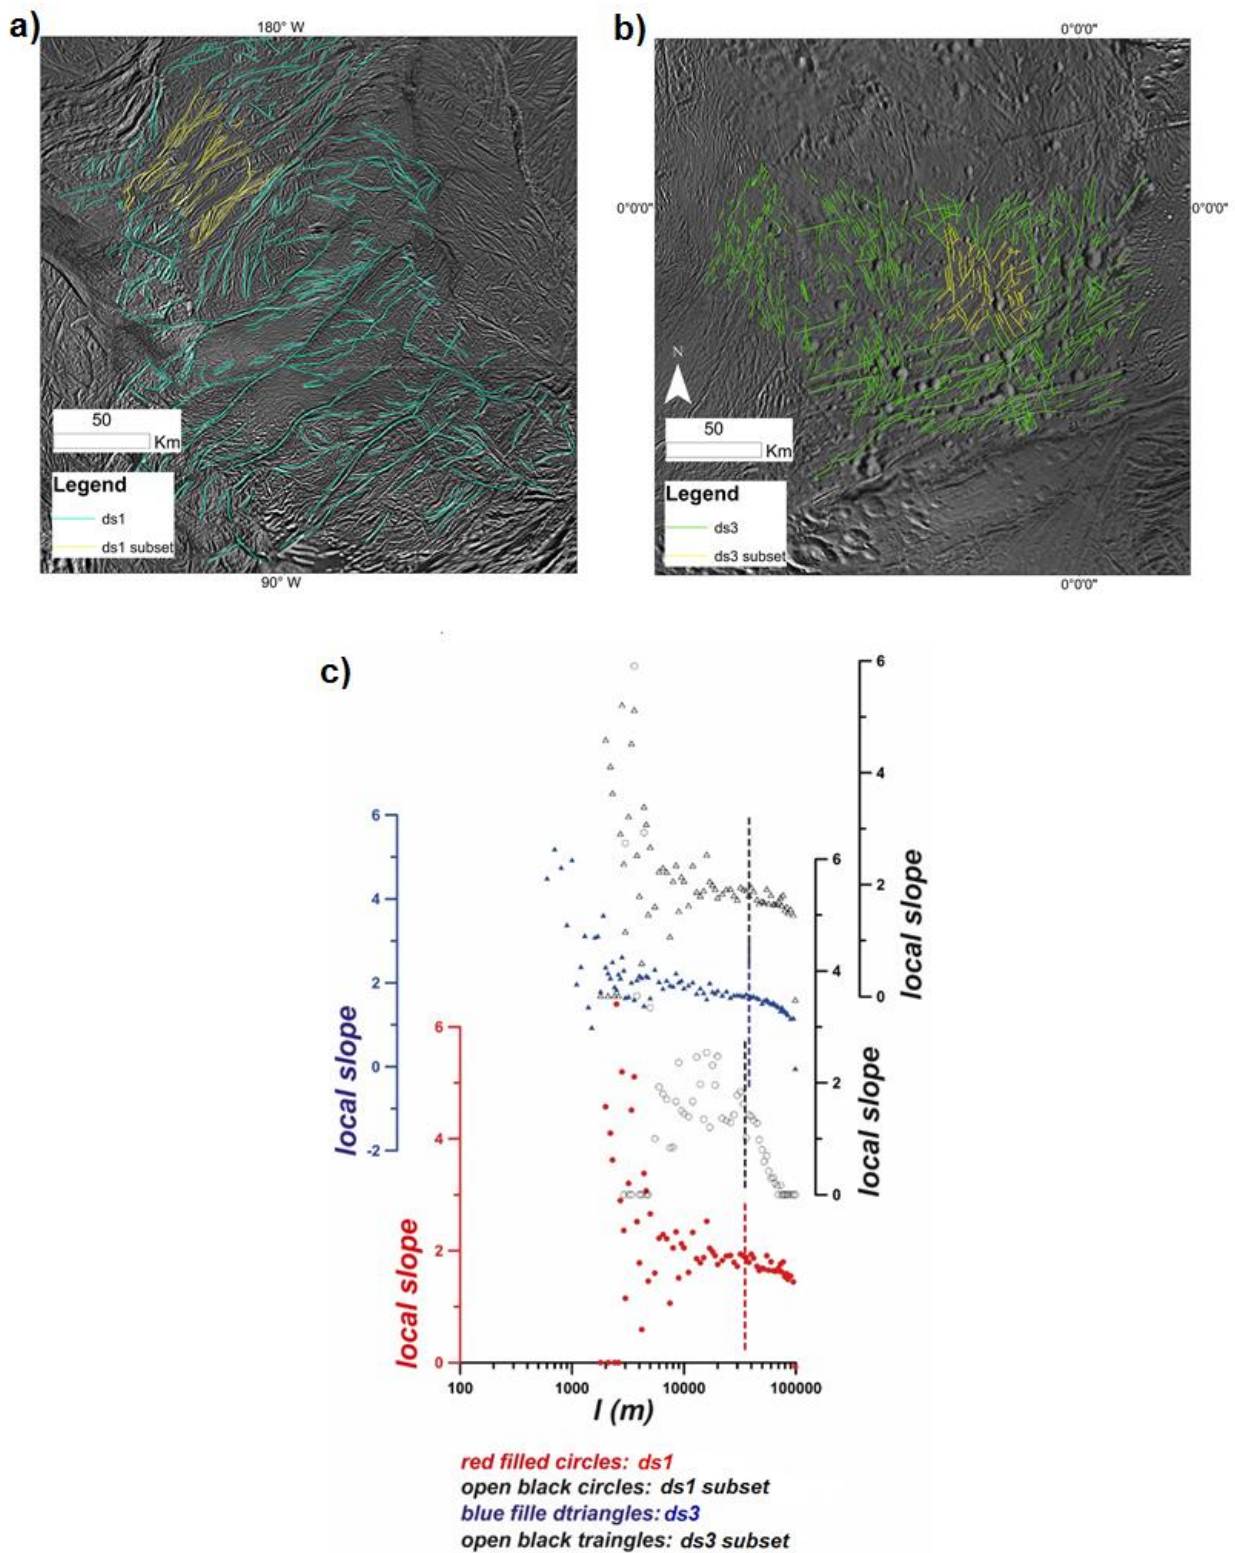 a)
180° W
50
Km
Legend
ds1
ds1 subset
90° W
b)
0°0'0"
0°0'0"
0°0'0"
N
50
Km
Legend
ds3
ds3 subset
0°0'0"
c)
6
4
2
0
local slope
6
4
2
0
local slope
6
4
2
0
-2
local slope
6
4
2
0
local slope
100
1000
10000
100000
l (m)
red filled circles: ds1
open black circles: ds1 subset
blue fille dtriangles: ds3
open black traingles: ds3 subset